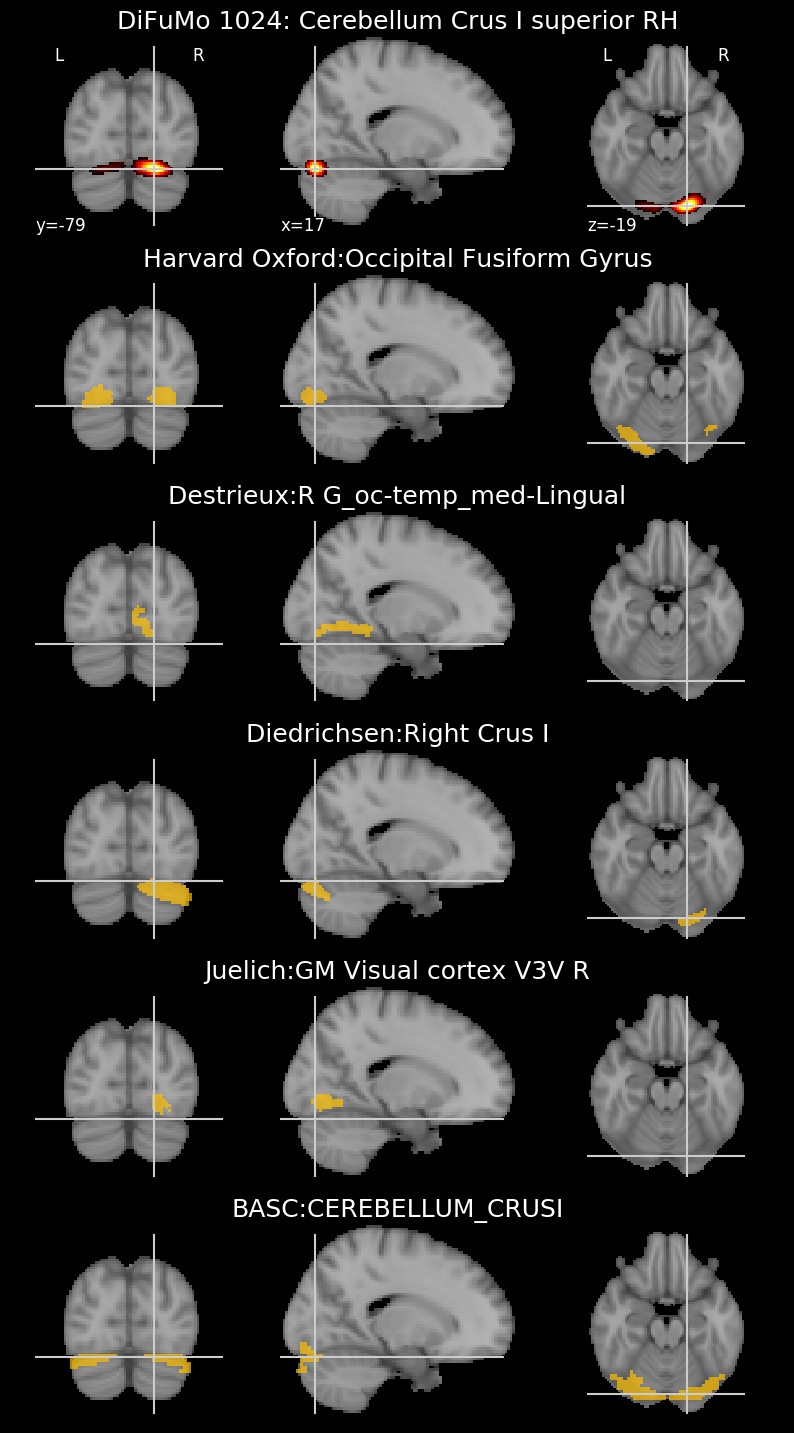 DiFuMo 1024: Cerebellum Crus I superior RH
L R L R
y=-79 x=17 z=-19
Harvard Oxford:Occipital Fusiform Gyrus
Destrieux:R G_oc-temp_med-Lingual
Diedrichsen:Right Crus I
Juelich:GM Visual cortex V3V R
BASC:CEREBELLUM_CRUSI